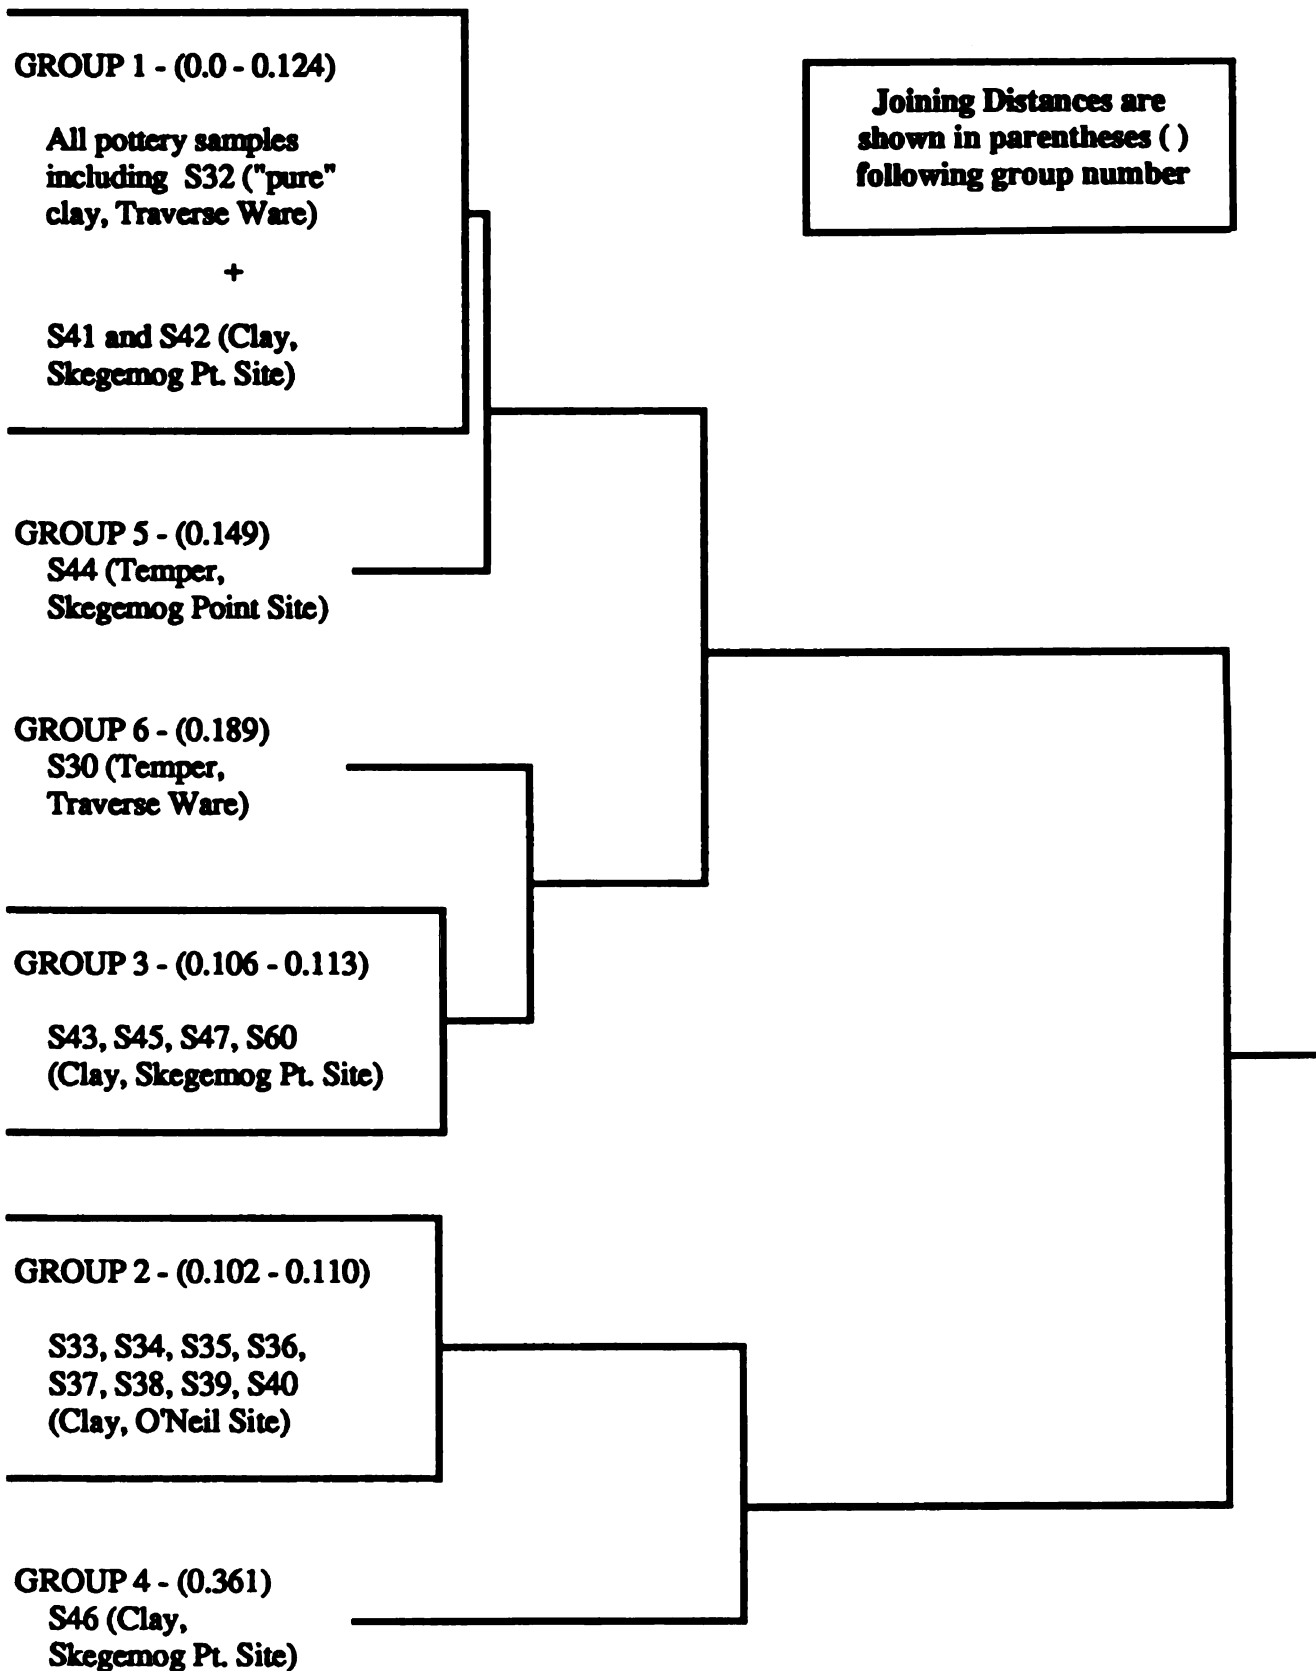 GROUP 1 - (0.0 - 0.124)
All pottery samples
including S32 ("pure"
clay, Traverse Ware)
+
S41 and S42 (Clay,
Skegemog Pt. Site)
Joining Distances are
shown in parentheses ( )
following group number
GROUP 5 - (0.149)
S44 (Temper,
Skegemog Point Site)
GROUP 6 - (0.189)
S30 (Temper,
Traverse Ware)
GROUP 3 - (0.106 - 0.113)
S43, S45, S47, S60
(Clay, Skegemog Pt. Site)
GROUP 2 - (0.102 - 0.110)
S33, S34, S35, S36,
S37, S38, S39, S40
(Clay, O'Neil Site)
GROUP 4 - (0.361)
S46 (Clay,
Skegemog Pt. Site)